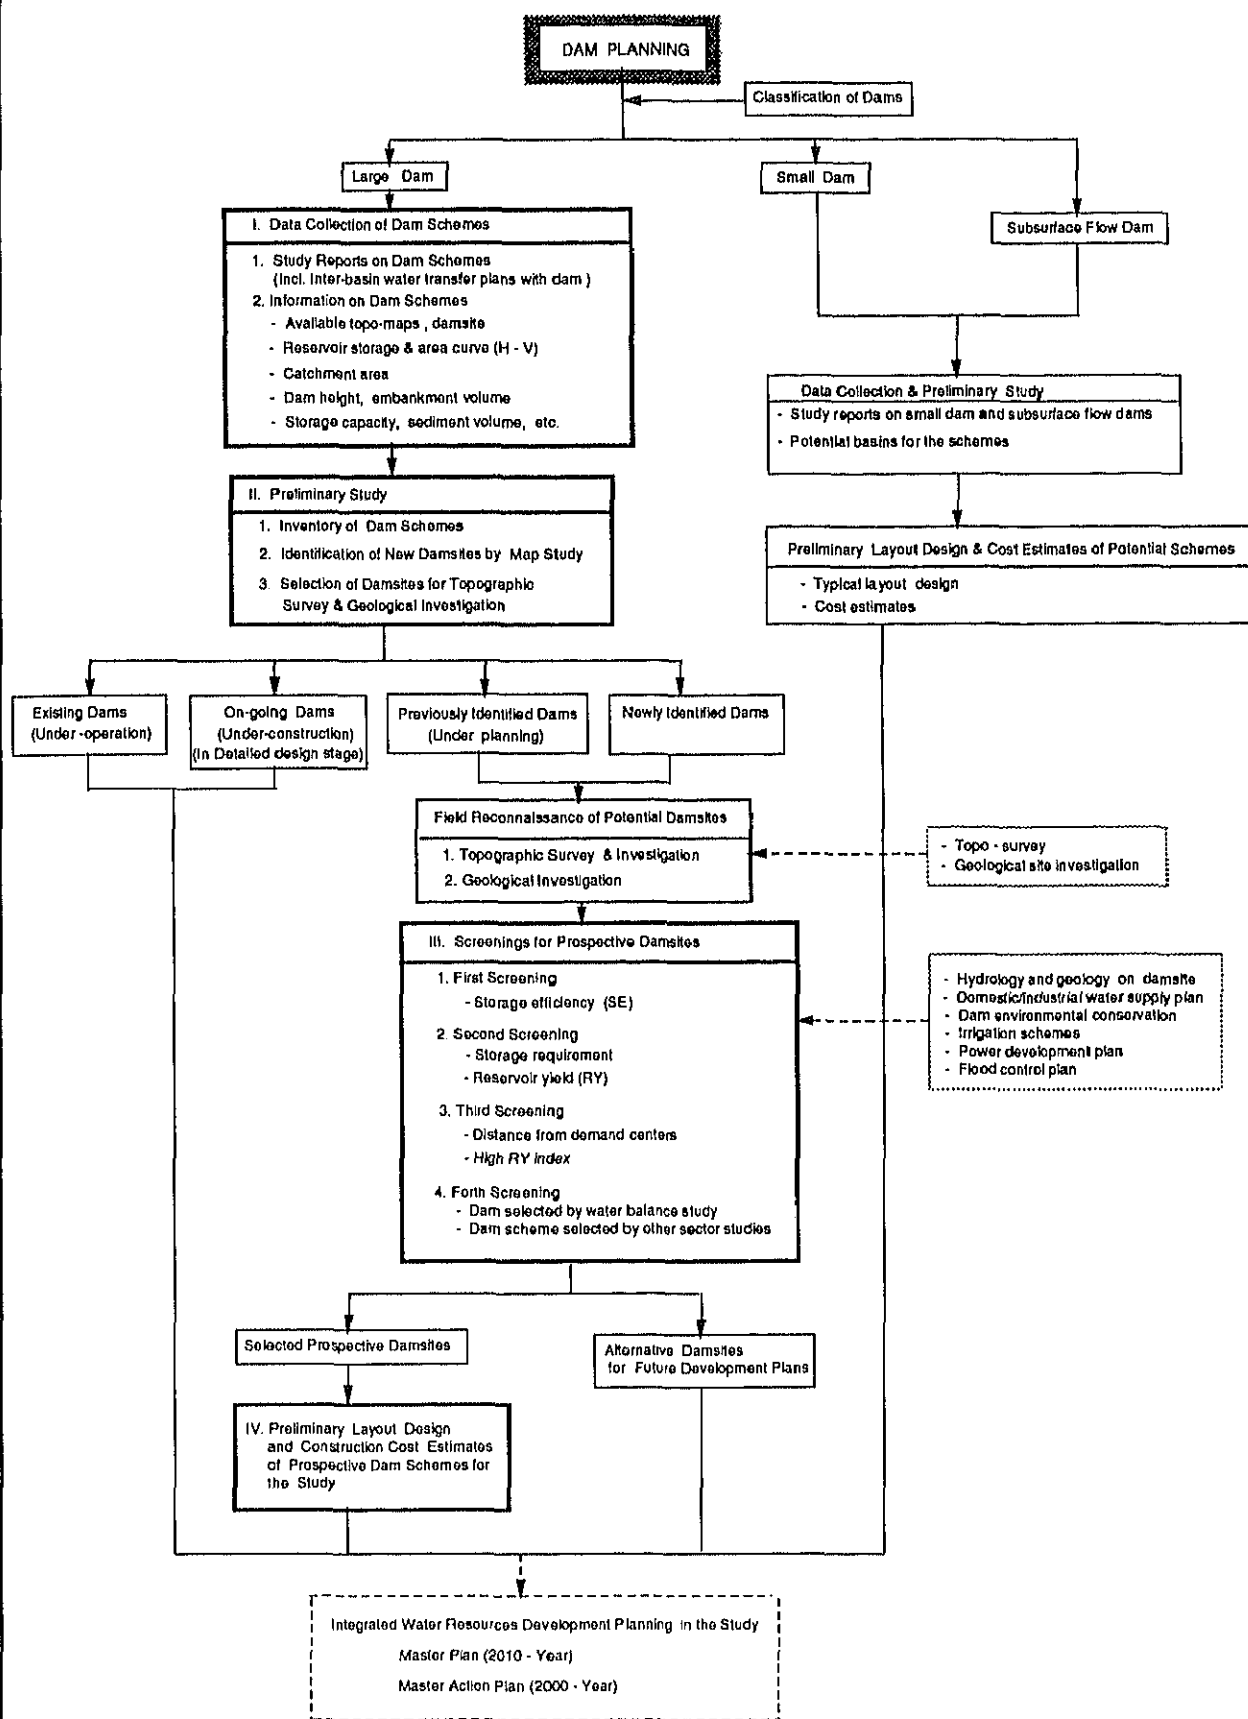 DAM PLANNING
Classification of Dams
Large Dam
Small Dam
Subsurface Flow Dam
I. Data Collection of Dam Schemes
1. Study Reports on Dam Schemes
(Incl. Inter-basin water transfer plans with dam )
2. Information on Dam Schemes
- Available topo-maps , damsite
- Reservoir storage & area curve (H - V)
- Catchment area
- Dam height, embankment volume
- Storage capacity, sediment volume, etc.
Data Collection & Preliminary Study
- Study reports on small dam and subsurface flow dams
- Potential basins for the schemes
II. Preliminary Study
1. Inventory of Dam Schemes
2. Identification of New Damsites by Map Study
3. Selection of Damsites for Topographic
Survey & Geological Investigation
Preliminary Layout Design & Cost Estimates of Potential Schemes
- Typical layout design
- Cost estimates
Existing Dams
(Under-operation)
On-going Dams
(Under-construction)
(In Detailed design stage)
Previously Identified Dams
(Under planning)
Newly Identified Dams
Field Reconnaissance of Potential Damsites
1. Topographic Survey & Investigation
2. Geological Investigation
- Topo - survey
- Geological site investigation
III. Screenings for Prospective Damsites
1. First Screening
- Storage efficiency (SE)
2. Second Screening
- Storage requirement
- Reservoir yield (RY)
3. Third Screening
- Distance from demand centers
- High RY index
4. Forth Screening
- Dam selected by water balance study
- Dam scheme selected by other sector studies
- Hydrology and geology on damsite
- Domestic/industrial water supply plan
- Dam environmental conservation
- Irrigation schemes
- Power development plan
- Flood control plan
Selected Prospective Damsites
Alternative Damsites
for Future Development Plans
IV. Preliminary Layout Design
and Construction Cost Estimates
of Prospective Dam Schemes for
the Study
Integrated Water Resources Development Planning in the Study
Master Plan (2010 - Year)
Master Action Plan (2000 - Year)